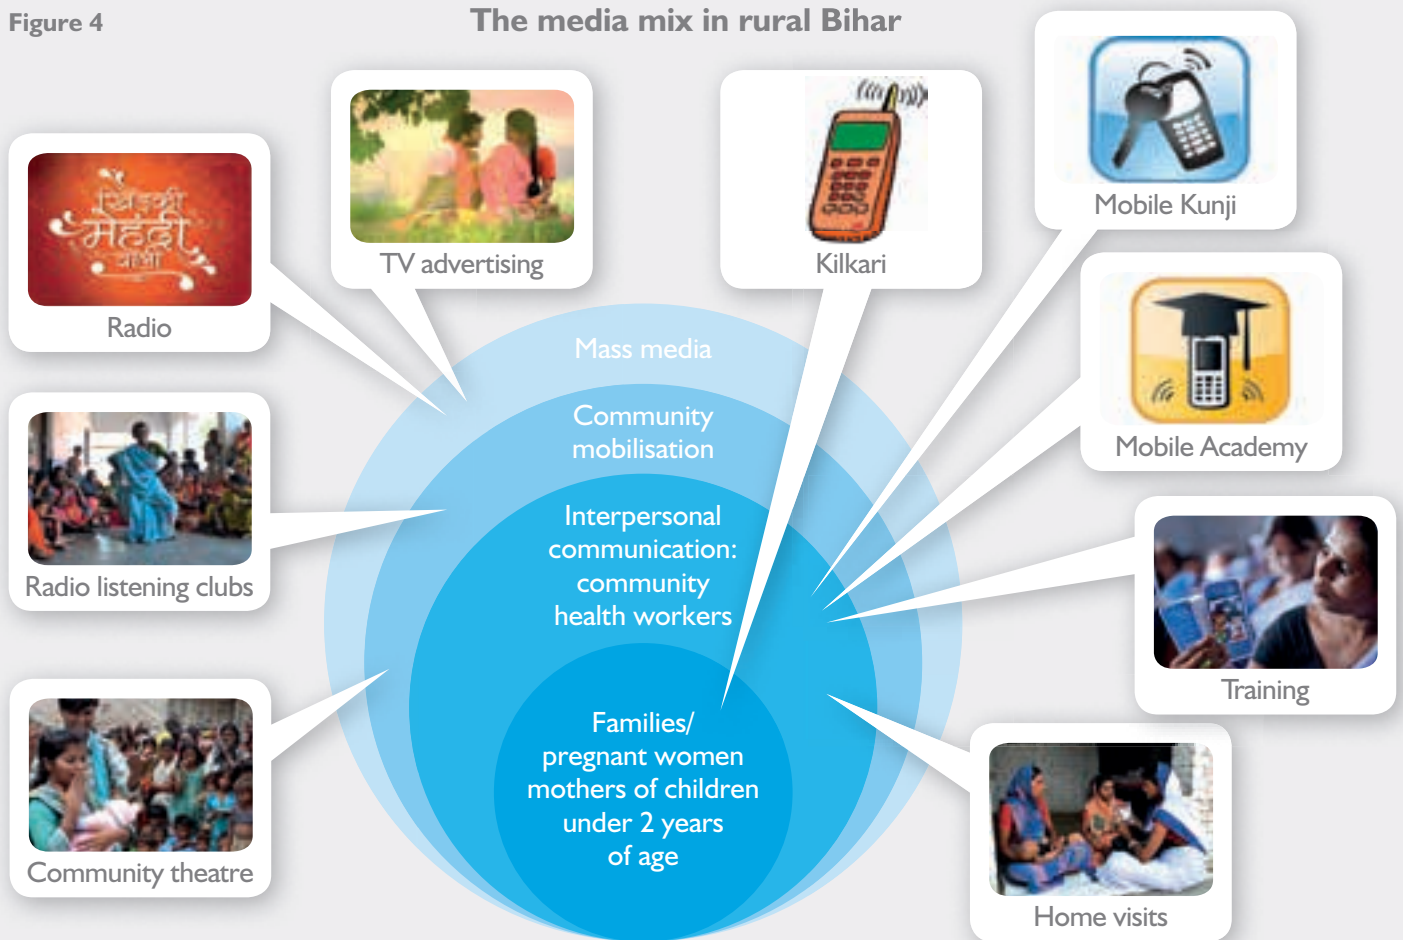 Figure 4
The media mix in rural Bihar
Mobile Kunji
TV advertising
Kilkari
खिड़की
मेहंदी
वाली
Radio
Mass media
Mobile Academy
Community
mobilisation
Radio listening clubs
Interpersonal
communication:
community
health workers
Training
Families/
pregnant women
mothers of children
under 2 years
of age
Community theatre
Home visits